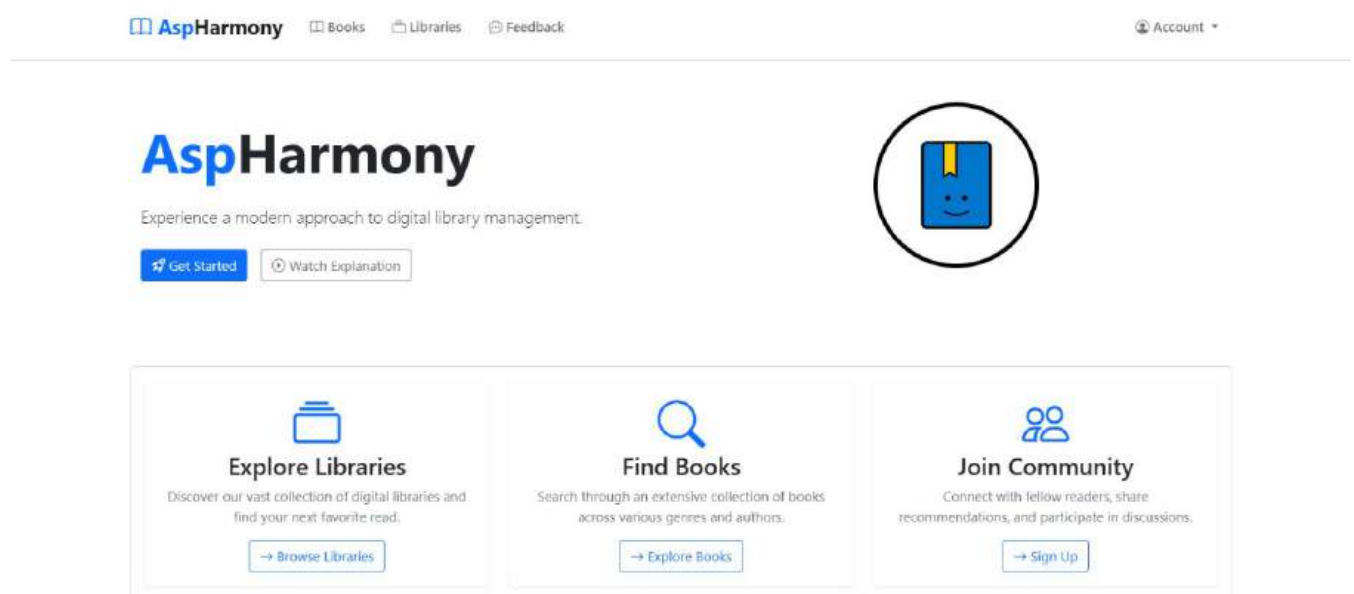 AspHarmony Books Libraries Feedback Account
AspHarmony
Experience a modern approach to digital library management.
Get Started Watch Explanation
Explore Libraries
Discover our vast collection of digital libraries and
find your next favorite read.
→ Browse Libraries
Find Books
Search through an extensive collection of books
across various genres and authors.
→ Explore Books
Join Community
Connect with fellow readers, share
recommendations, and participate in discussions.
→ Sign Up